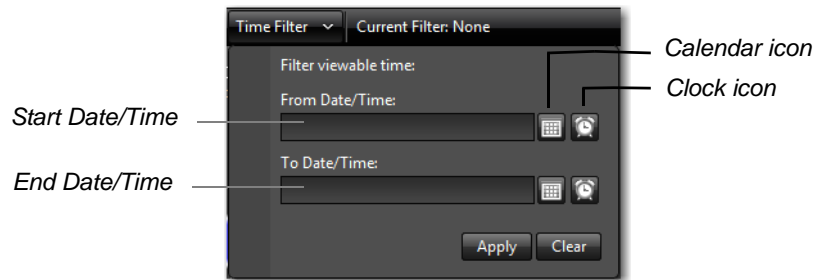 Time Filter Current Filter: None
Calendar icon
Filter viewable time:
Clock icon
From Date/Time:
Start Date/Time
To Date/Time:
End Date/Time
Apply Clear